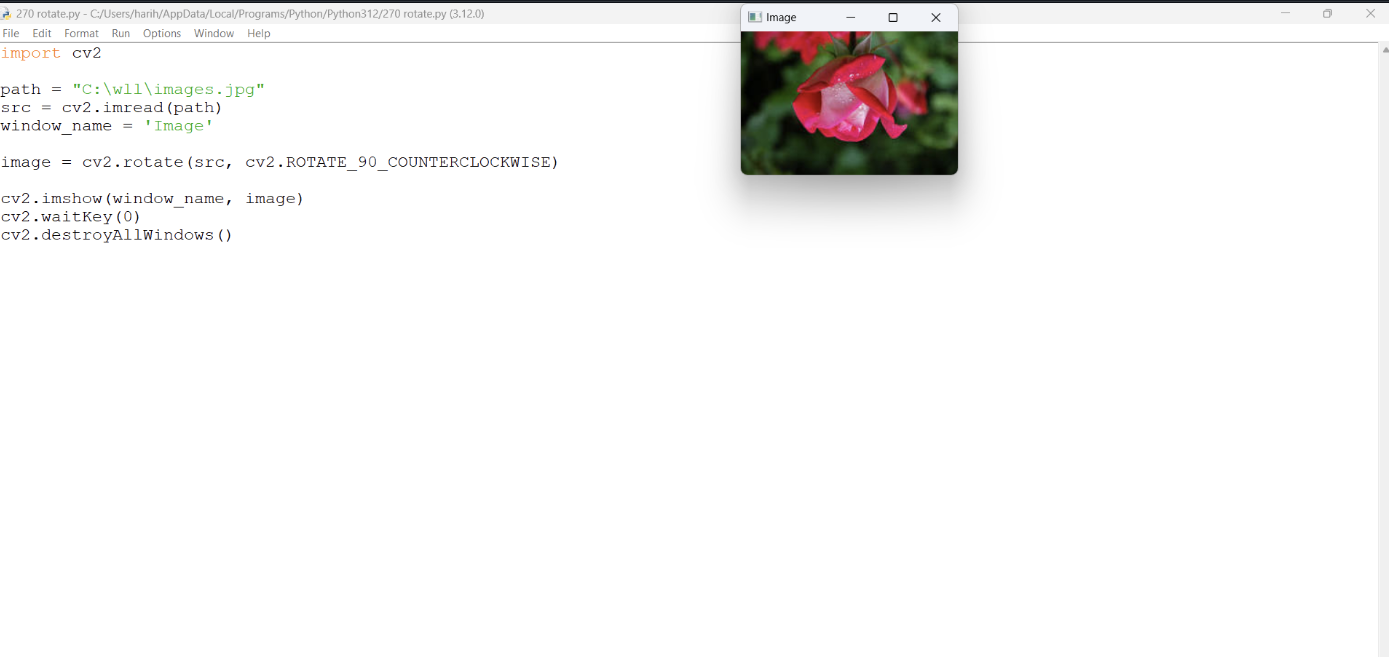 270 rotate.py - C:/Users/harih/AppData/Local/Programs/Python/Python312/270 rotate.py (3.12.0)
File Edit Format Run Options Window Help
Image
import cv2
path = "C:\wll\images.jpg"
src = cv2.imread(path)
window_name = 'Image'
image = cv2.rotate(src, cv2.ROTATE_90_COUNTERCLOCKWISE)
cv2.imshow(window_name, image)
cv2.waitKey(0)
cv2.destroyAllWindows()